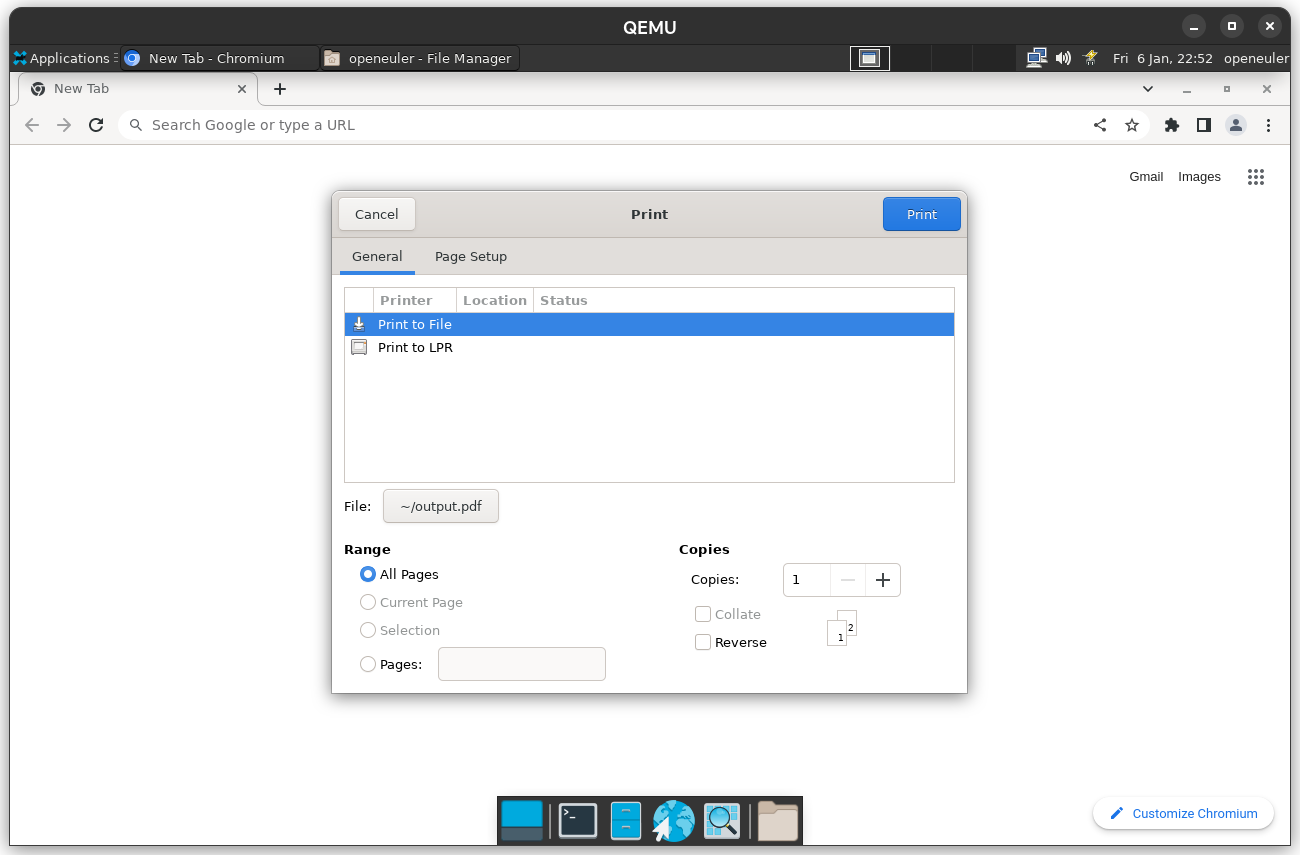 QEMU
Applications New Tab - Chromium openeuler - File Manager Fri 6 Jan, 22:52 openeuler
New Tab
Search Google or type a URL
Gmail Images
Cancel Print Print
General Page Setup
Printer Location Status
Print to File
Print to LPR
File: ~/output.pdf
Range Copies
All Pages Copies: 1
Current Page Collate
Selection Reverse
2
1
Pages:
>_
Customize Chromium